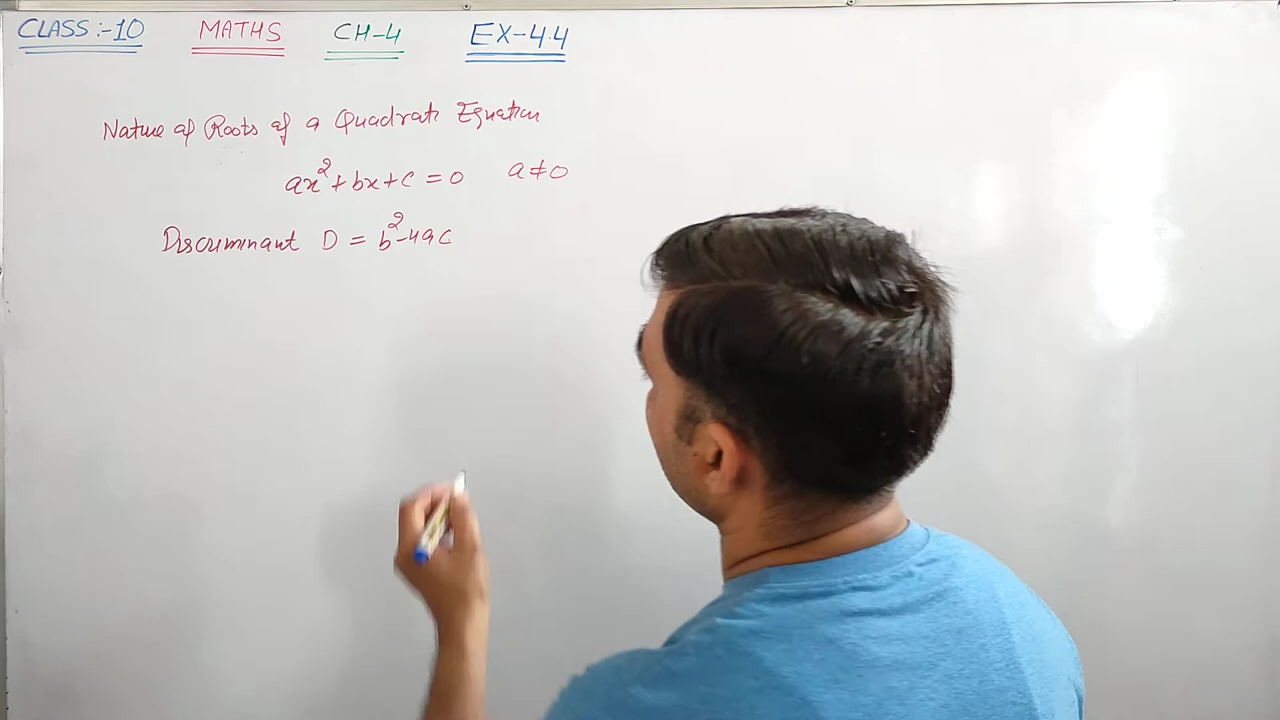 CLASS :- 10 MATHS CH-4 EX-4.4
Nature of Roots of a Quadratic Equation
ax²+bx+c = 0 a≠0
Discriminant D = b²-4ac